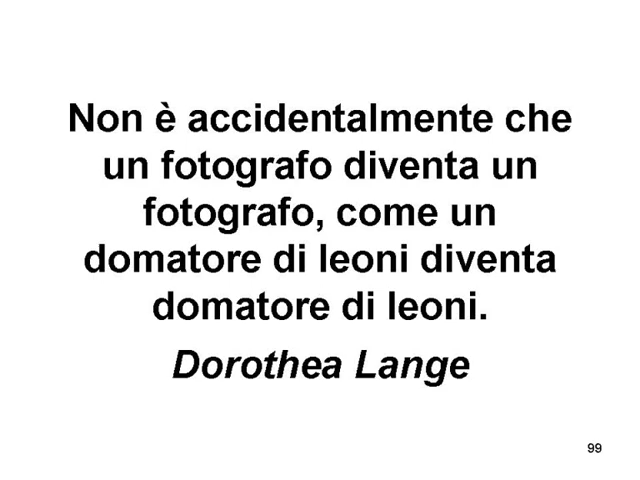 Non è accidentalmente che
un fotografo diventa un
fotografo, come un
domatore di leoni diventa
domatore di leoni.
Dorothea Lange
99